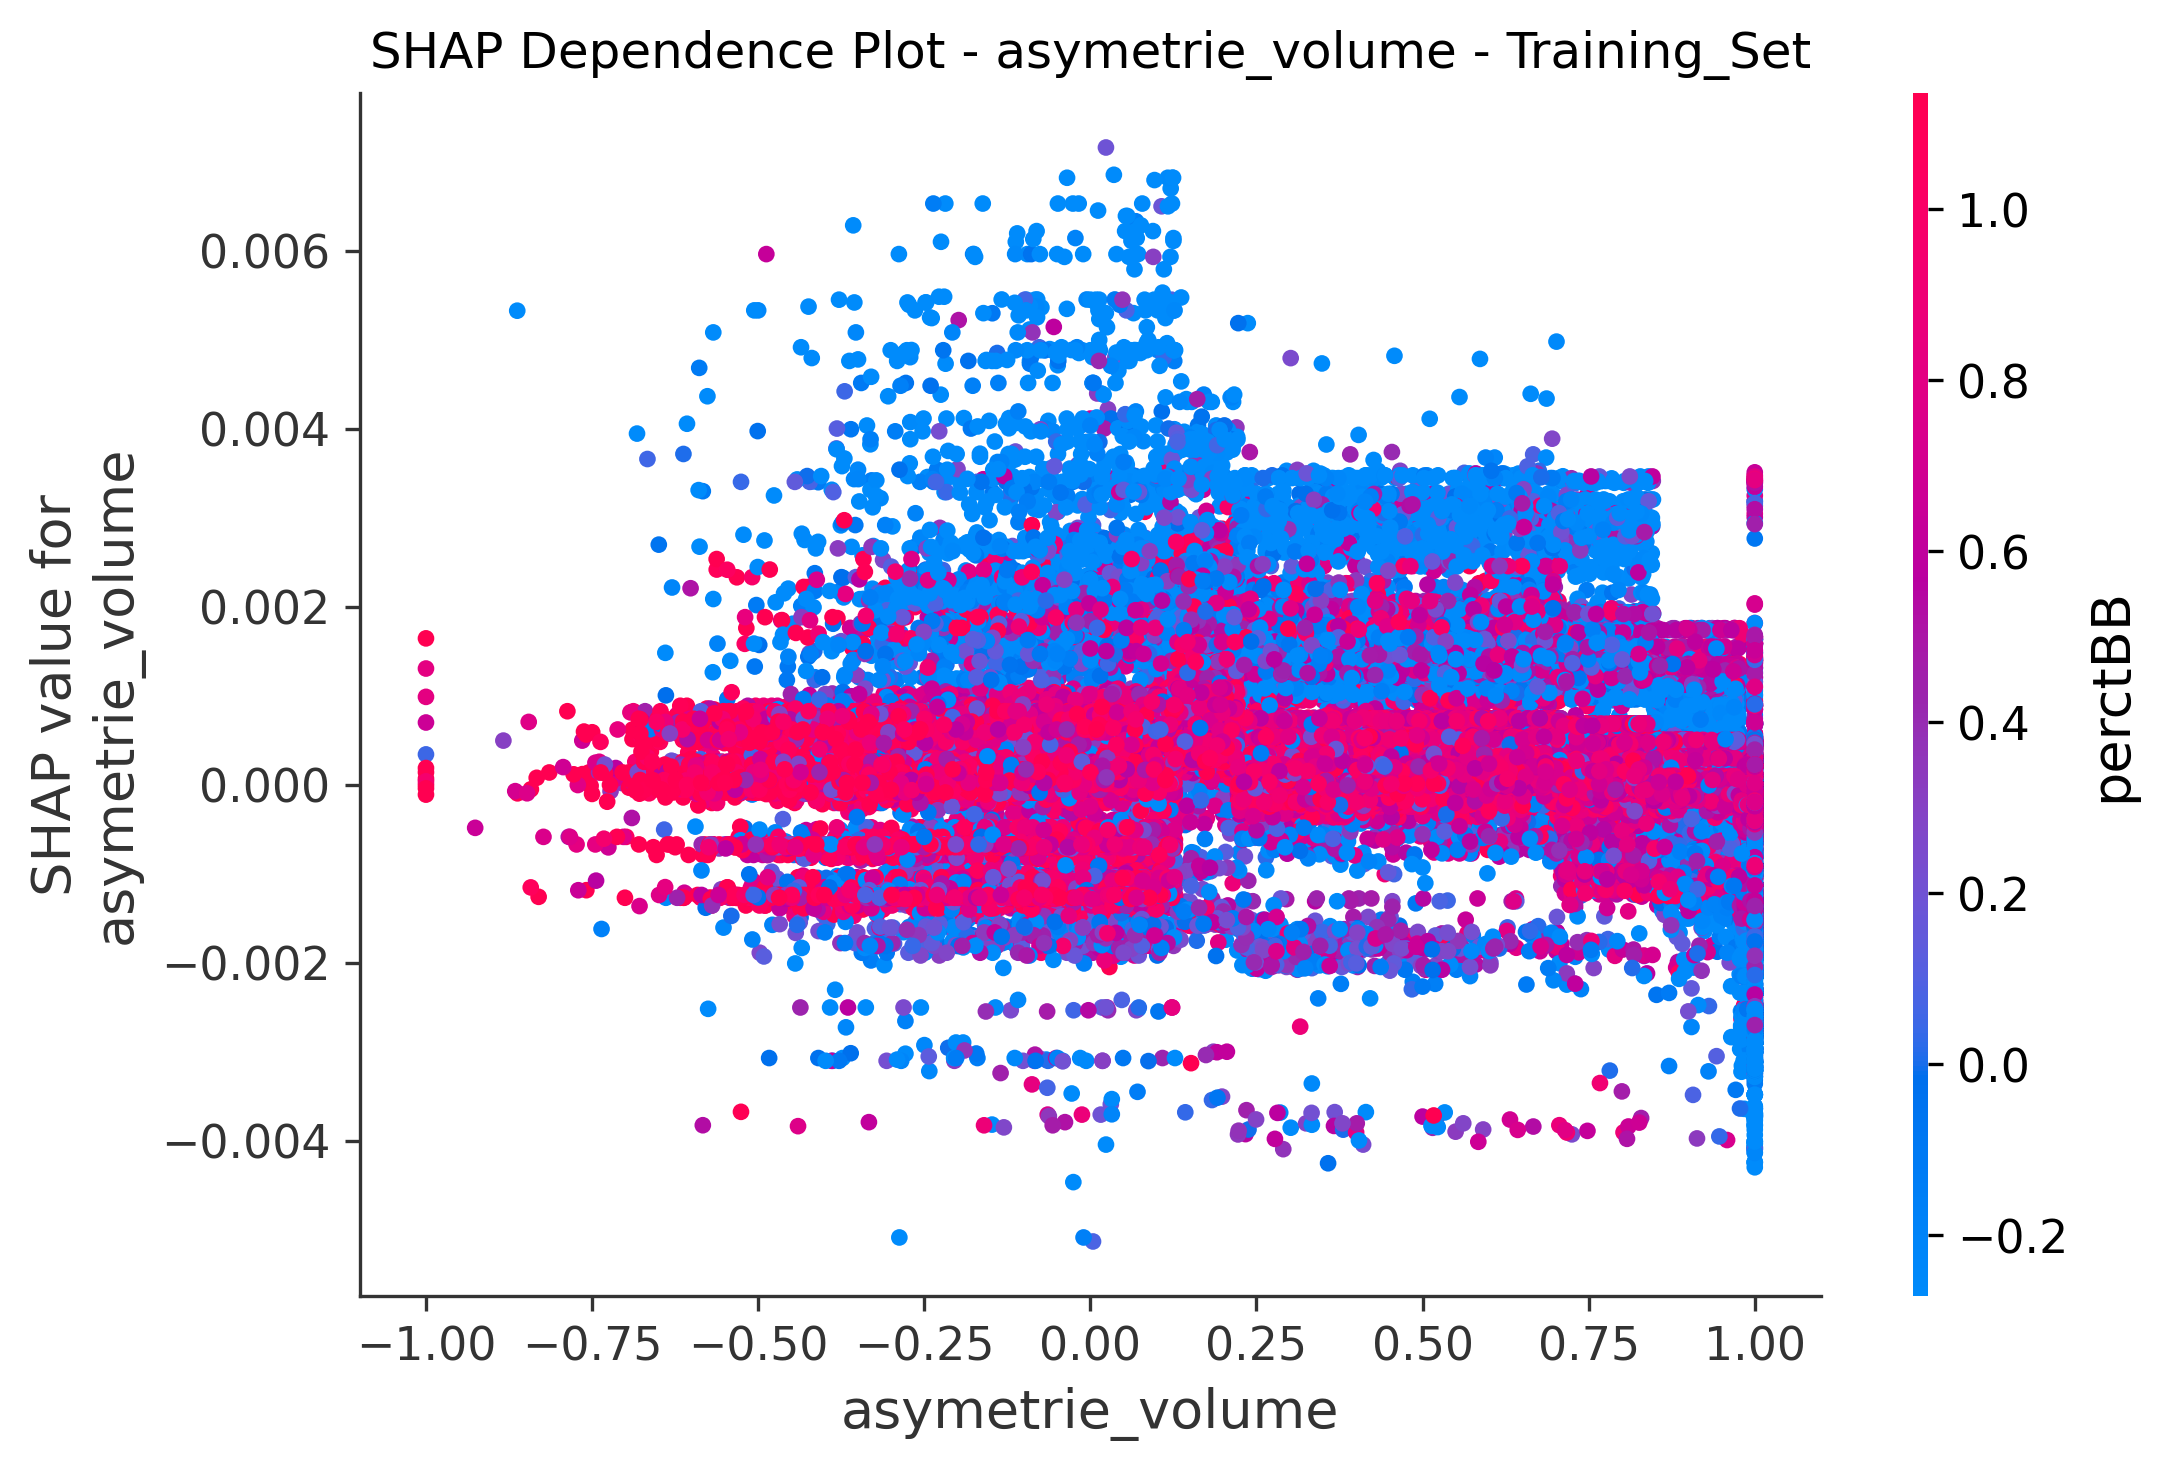 SHAP Dependence Plot - asymetrie_volume - Training_Set
SHAP value for
asymetrie_volume
0.006
0.004
0.002
0.000
−0.002
−0.004
−1.00 −0.75 −0.50 −0.25 0.00 0.25 0.50 0.75 1.00
asymetrie_volume
1.0
0.8
0.6
0.4
0.2
0.0
−0.2
perctBB